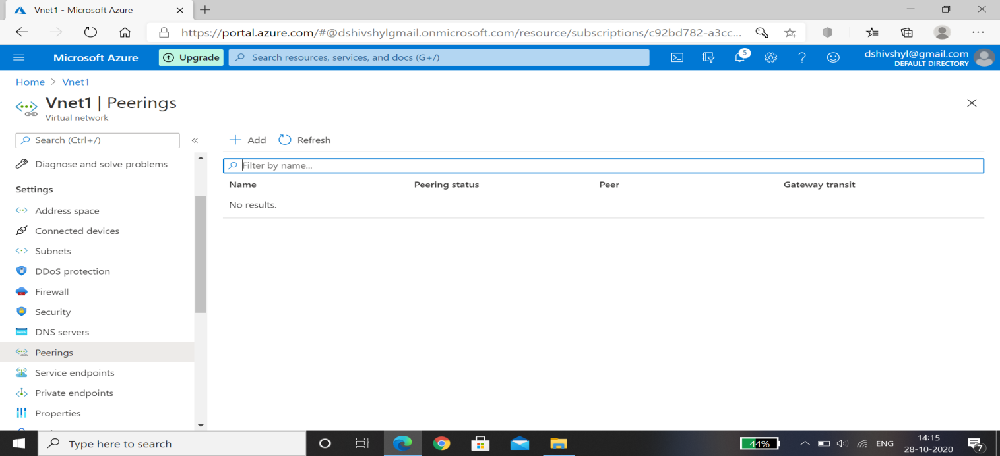 Vnet1 - Microsoft Azure
https://portal.azure.com/#@dshivshylgmail.onmicrosoft.com/resource/subscriptions/c92bd782-a3cc...
Microsoft Azure
Upgrade
Search resources, services, and docs (G+/)
5
dshivshyl@gmail.com
DEFAULT DIRECTORY
Home > Vnet1
Vnet1 | Peerings
Virtual network
Search (Ctrl+/)
«
Diagnose and solve problems
Settings
Address space
Connected devices
Subnets
DDoS protection
Firewall
Security
DNS servers
Peerings
Service endpoints
Private endpoints
Properties
+ Add
Refresh
Filter by name...
Name Peering status Peer Gateway transit
No results.
Type here to search
44%
ENG
14:15
28-10-2020
7